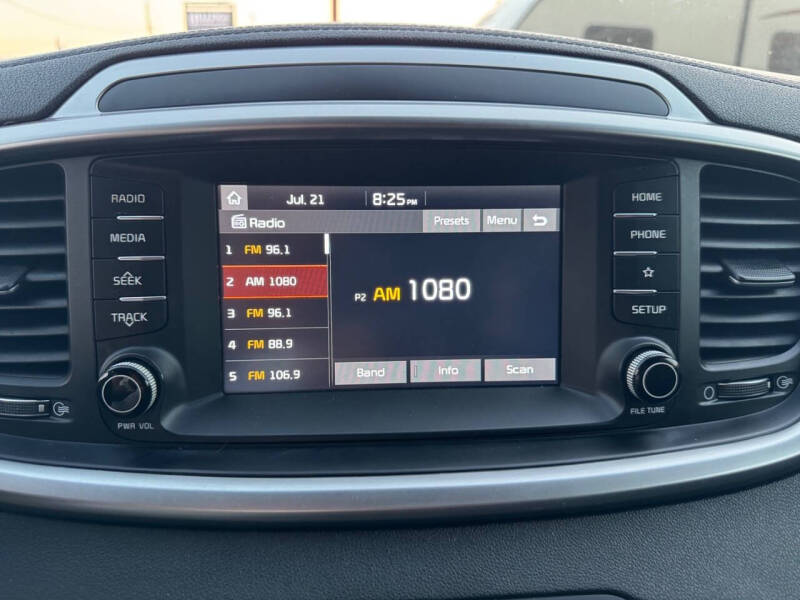 Jul. 21 8:25 PM
Radio Presets Menu
1 FM 96.1
2 AM 1080
3 FM 96.1
4 FM 88.9
5 FM 106.9
P2 AM 1080
Band Info Scan
RADIO
MEDIA
SEEK
TRACK
PWR VOL
HOME
PHONE
SETUP
FILE TUNE